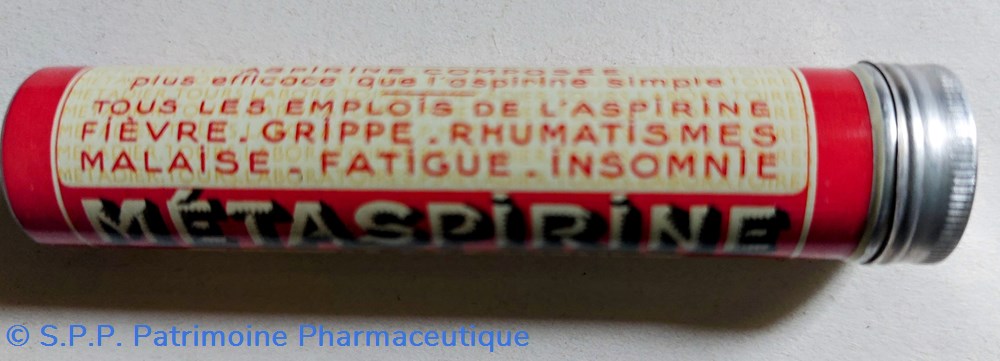 ASPIRINE COMPOSÉE
plus efficace que l'aspirine simple
TOUS LES EMPLOIS DE L'ASPIRINE
FIÈVRE. GRIPPE. RHUMATISMES
MALAISE. FATIGUE. INSOMNIE
MÉTASPIRINE
© S.P.P. Patrimoine Pharmaceutique